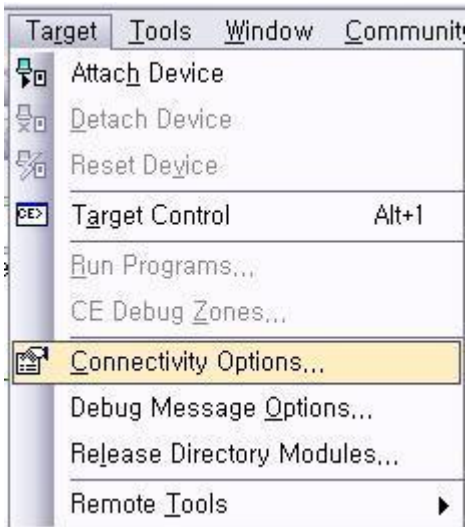 Target Tools Window Communit
Attach Device
Detach Device
Reset Device
CE> Target Control Alt+1
Run Programs...
CE Debug Zones...
Connectivity Options...
Debug Message Options...
Release Directory Modules...
Remote Tools